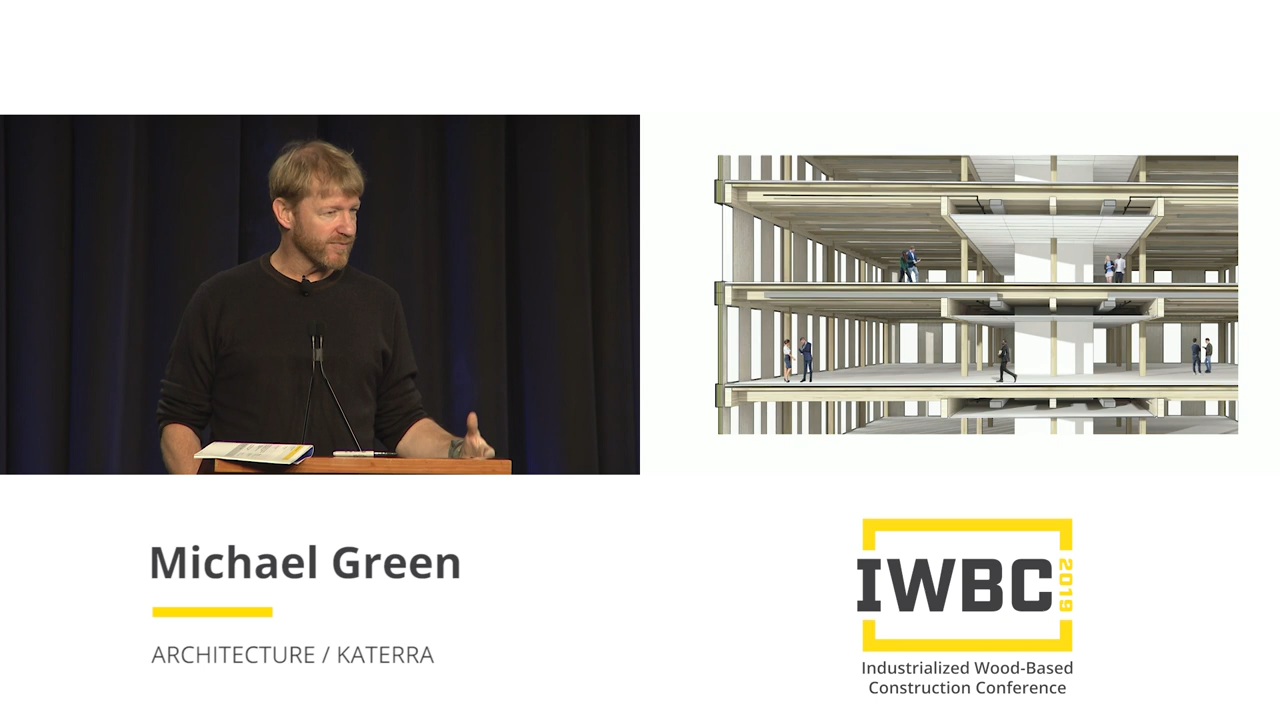 Michael Green
ARCHITECTURE / KATERRA
IWBC 2019
Industrialized Wood-Based
Construction Conference